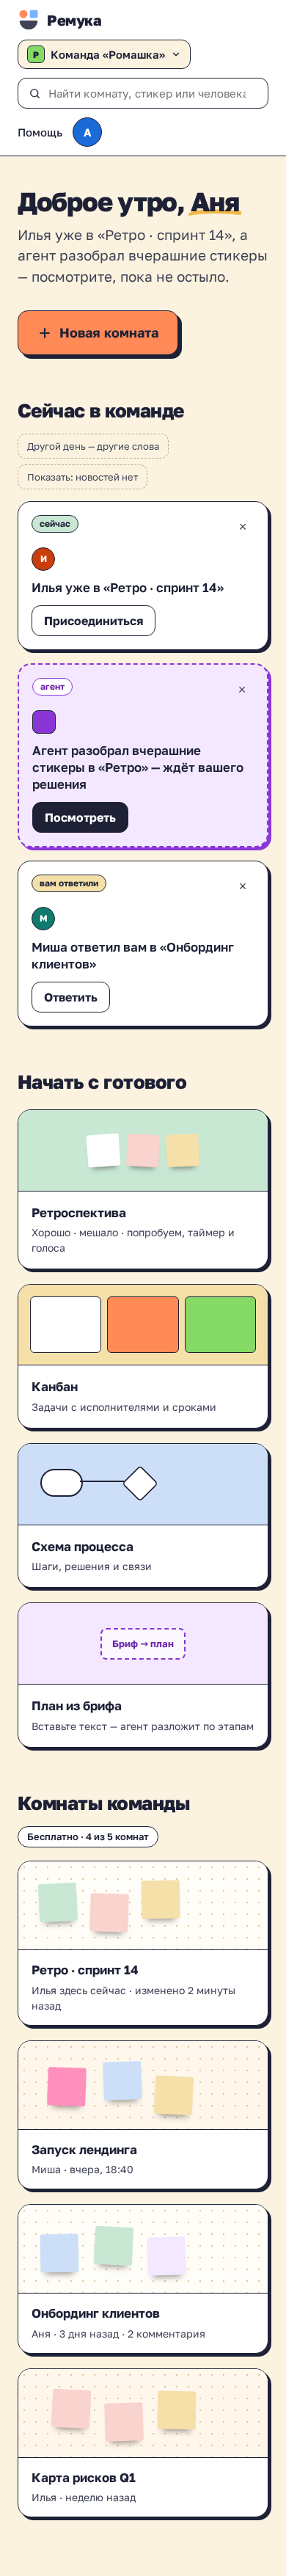 Ремука
Р Команда «Ромашка»
Найти комнату, стикер или человека
Помощь А
Доброе утро, Аня
Илья уже в «Ретро · спринт 14», а
агент разобрал вчерашние стикеры
— посмотрите, пока не остыло.
+ Новая комната
Сейчас в команде
Другой день — другие слова
Показать: новостей нет
сейчас ×
И
Илья уже в «Ретро · спринт 14»
Присоединиться
агент ×
Агент разобрал вчерашние
стикеры в «Ретро» — ждёт вашего
решения
Посмотреть
вам ответили ×
М
Миша ответил вам в «Онбординг
клиентов»
Ответить
Начать с готового
Ретроспектива
Хорошо · мешало · попробуем, таймер и
голоса
Канбан
Задачи с исполнителями и сроками
Схема процесса
Шаги, решения и связи
Бриф → план
План из брифа
Вставьте текст — агент разложит по этапам
Комнаты команды
Бесплатно · 4 из 5 комнат
Ретро · спринт 14
Илья здесь сейчас · изменено 2 минуты
назад
Запуск лендинга
Миша · вчера, 18:40
Онбординг клиентов
Аня · 3 дня назад · 2 комментария
Карта рисков Q1
Илья · неделю назад